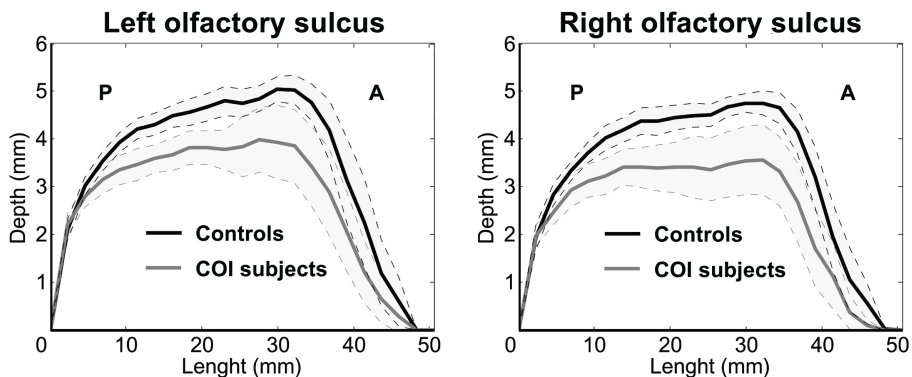 Left olfactory sulcus
6
5
4
3
2
1
0
10
20
30
40
50
Depth (mm)
Lenght (mm)
P
A
Controls
COI subjects
Right olfactory sulcus
6
5
4
3
2
1
0
10
20
30
40
50
Depth (mm)
Lenght (mm)
P
A
Controls
COI subjects